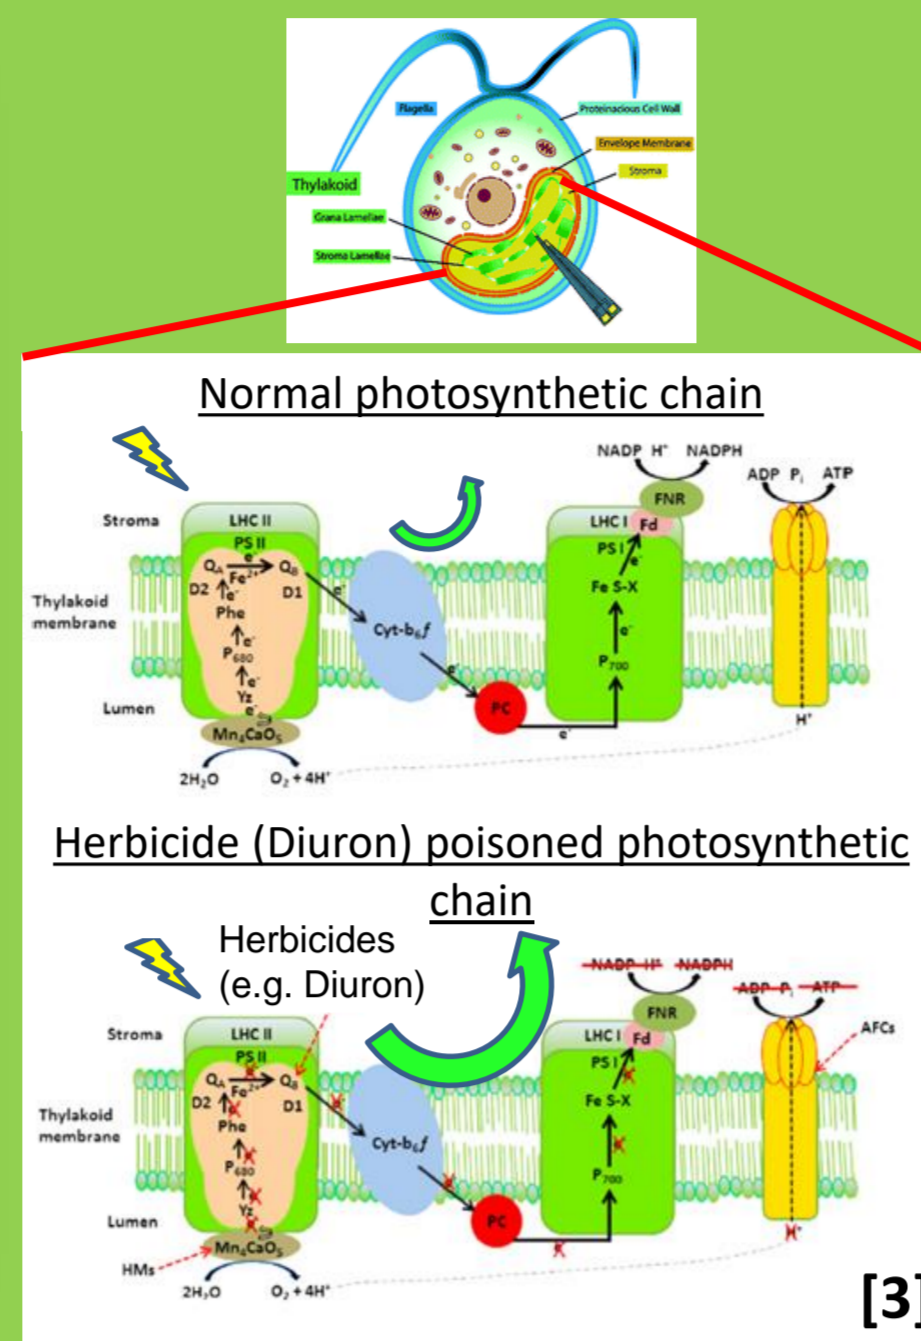 Flagella
Proteinacious Cell Wall
Envelope Membrane
Stroma
Thylakoid
Grana Lamellae
Stroma Lamellae
Normal photosynthetic chain
NADP H⁺ NADPH
ADP Pᵢ ATP
FNR
Stroma
LHC II
LHC I
Fd
PS II
PS I
e⁻
e⁻
Q_A
Fe²⁺
Q_B
D2
e⁻
D1
e⁻
Fe S-X
Thylakoid
membrane
Phe
Cyt-b₆f
e⁻
e⁻
P₆₈₀
P₇₀₀
e⁻
e⁻
Yz
Lumen
e⁻
PC
Mn₄CaO₅
e⁻
H⁺
2H₂O
O₂ + 4H⁺
Herbicide (Diuron) poisoned photosynthetic
chain
Herbicides
(e.g. Diuron)
NADP H⁺ NADPH
ADP Pᵢ ATP
FNR
AFCs
Stroma
LHC II
LHC I
Fd
PS II
PS I
Q_A
Fe²⁺
Q_B
D2
D1
Fe S-X
Thylakoid
membrane
Phe
Cyt-b₆f
P₆₈₀
P₇₀₀
Yz
Lumen
PC
Mn₄CaO₅
H⁺
HMs
2H₂O
O₂ + 4H⁺
[3]